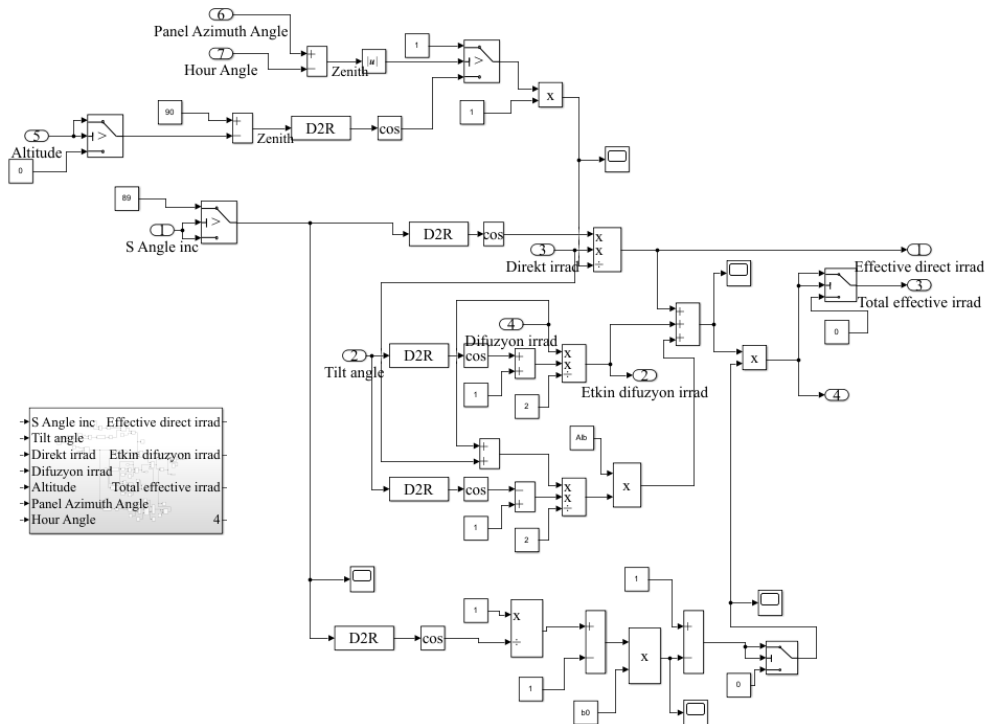 6
Panel Azimuth Angle
+
−
7
Hour Angle
Zenith
|u|
1
>
1
x
90
+
−
Zenith
D2R
cos
5
Altitude
>
0
89
>
1
S Angle inc
D2R
cos
3
Direkt irrad
x
x
÷
1
Effective direct irrad
3
Total effective irrad
0
4
Difuzyon irrad
+
+
+
x
4
2
Tilt angle
D2R
cos
+
+
1
x
x
÷
2
2
Etkin difuzyon irrad
S Angle inc Effective direct irrad
Tilt angle
Direkt irrad Etkin difuzyon irrad
Difuzyon irrad
Altitude Total effective irrad
Panel Azimuth Angle
Hour Angle 4
+
+
Alb
x
D2R
cos
−
+
1
x
x
÷
2
D2R
cos
1
x
÷
+
−
1
x
b0
1
+
−
0